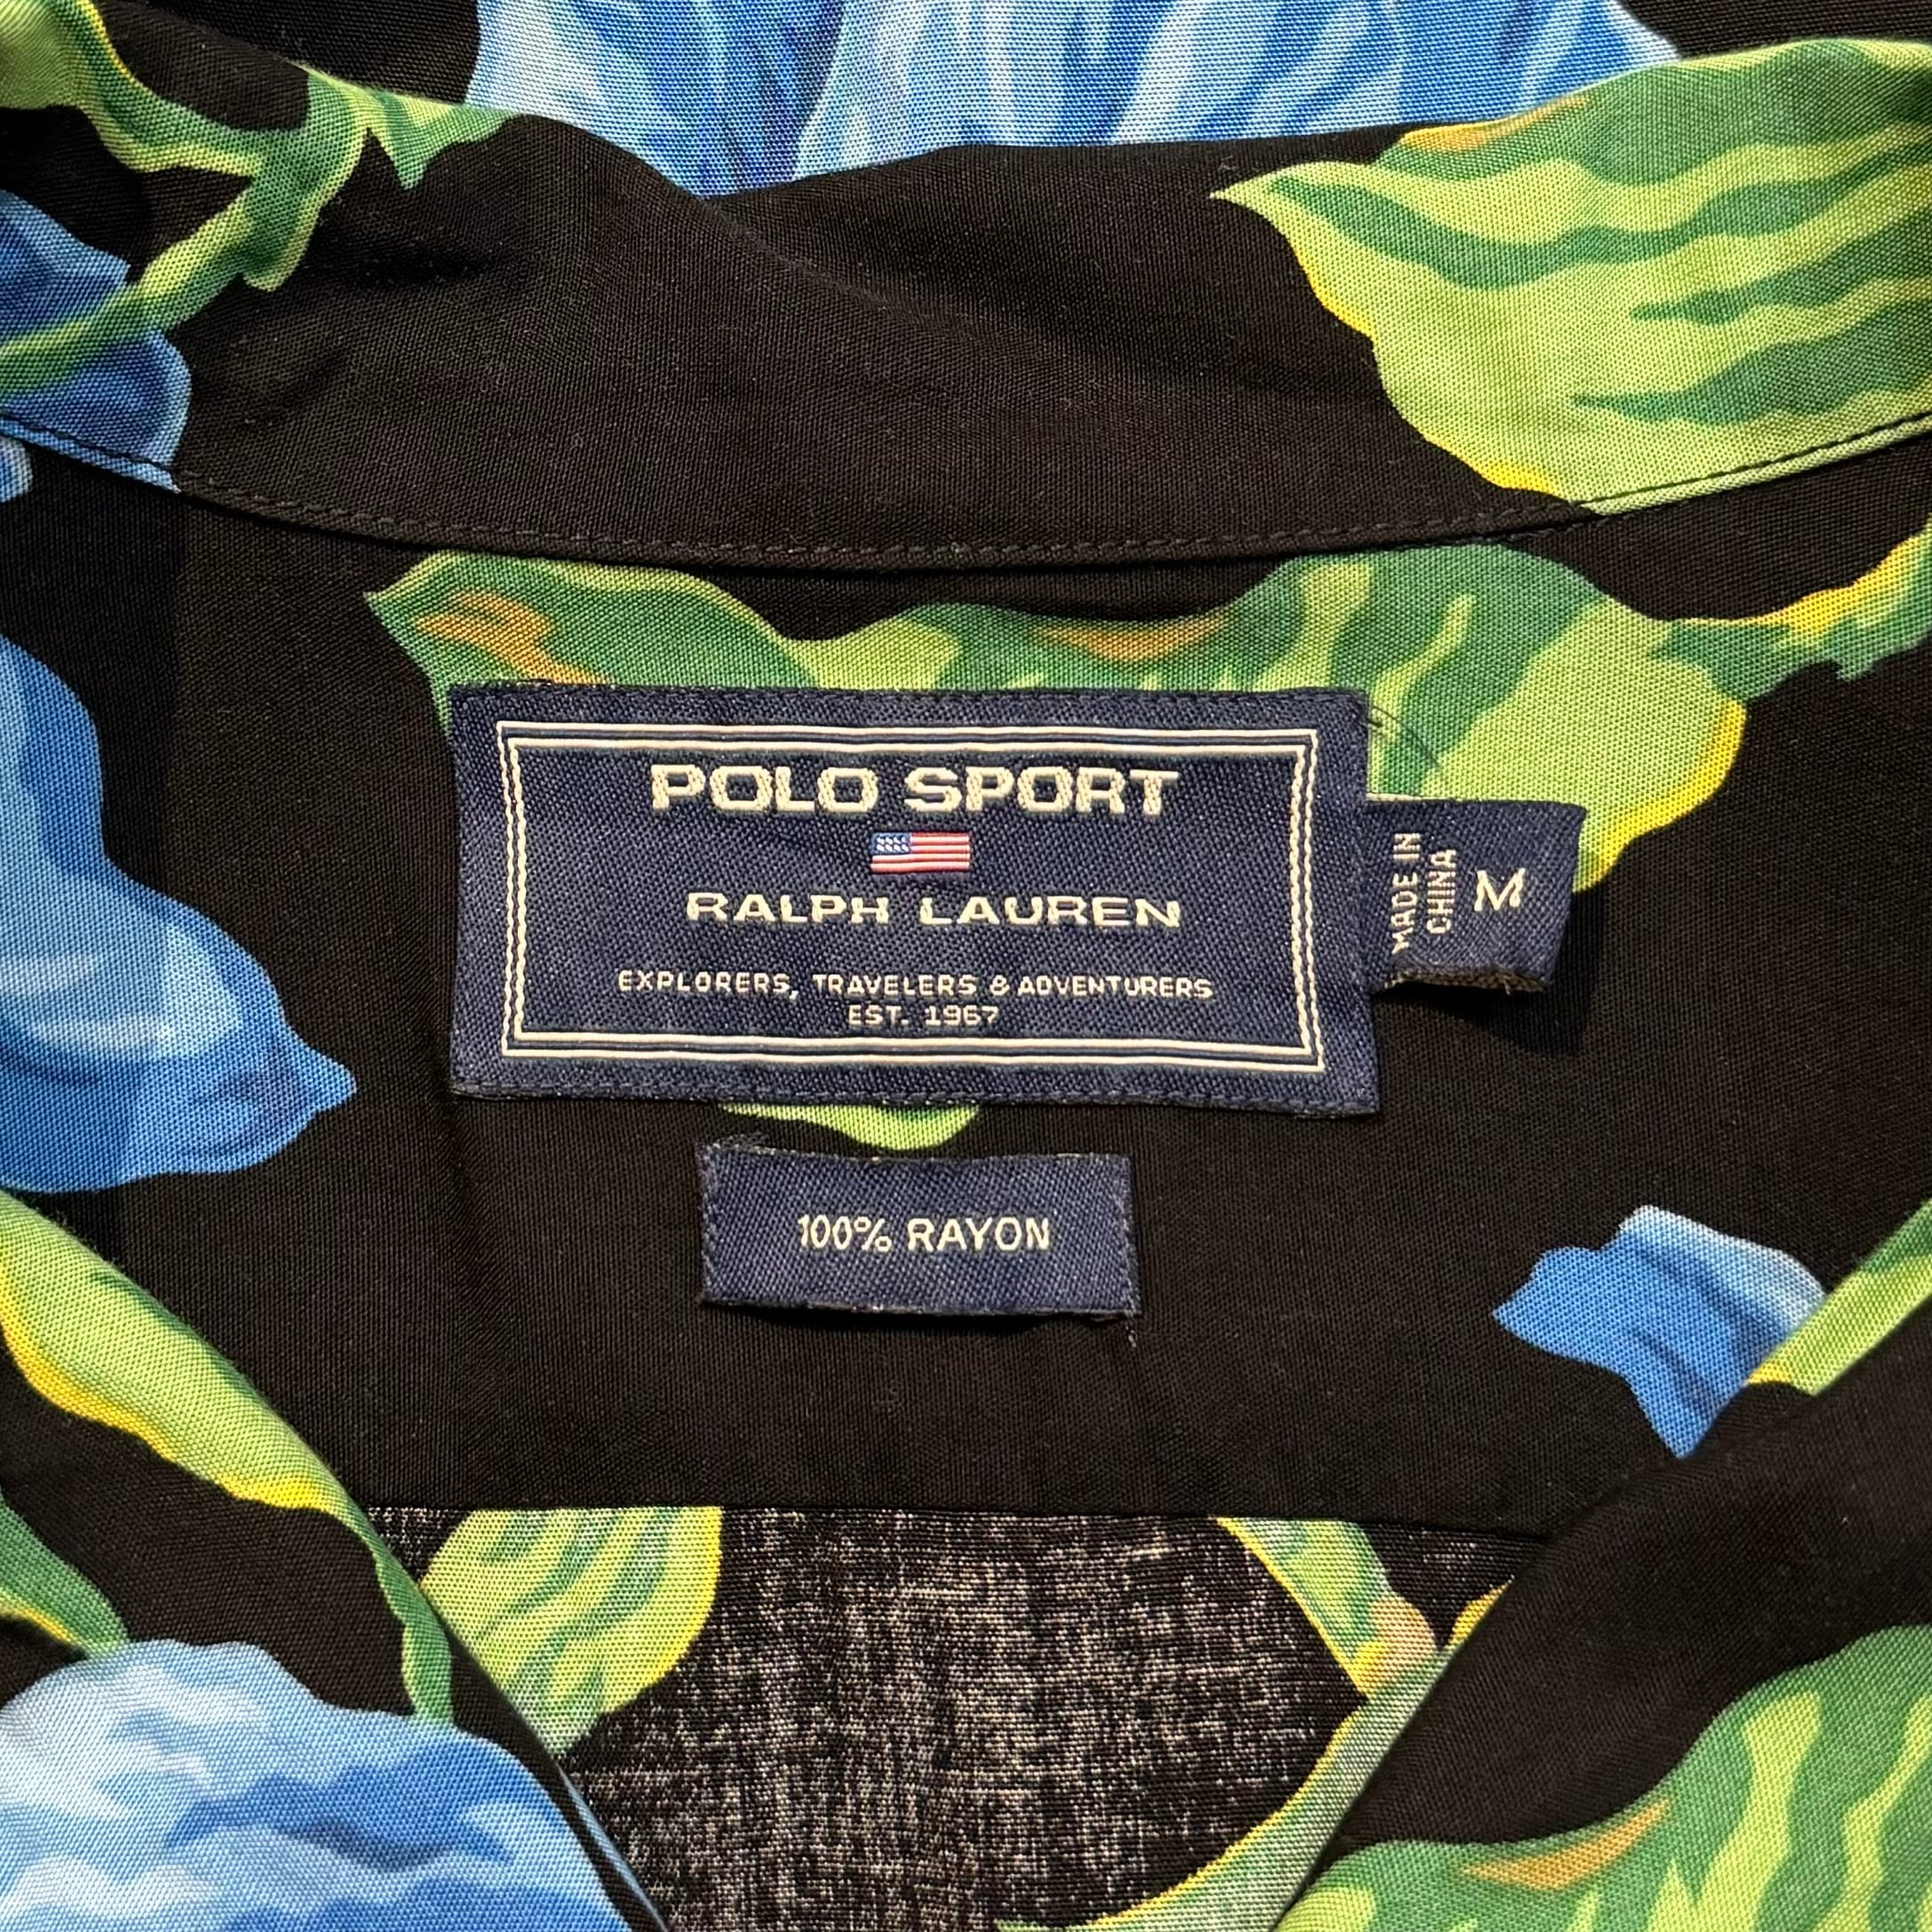 POLO SPORT
RALPH LAUREN
EXPLORERS, TRAVELERS & ADVENTURERS
EST. 1967
MADE IN
CHINA
M
100% RAYON